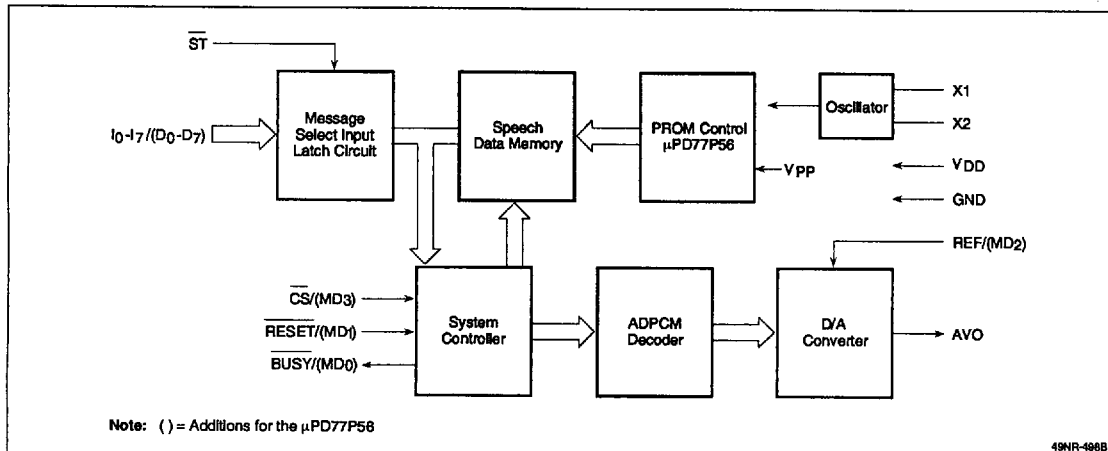 ST
I0-I7/(D0-D7)
Message
Select Input
Latch Circuit
Speech
Data Memory
PROM Control
µPD77P56
VPP
Oscillator
X1
X2
VDD
GND
REF/(MD2)
CS/(MD3)
RESET/(MD1)
BUSY/(MD0)
System
Controller
ADPCM
Decoder
D/A
Converter
AVO
Note: ( ) = Additions for the µPD77P56
49NR-496B